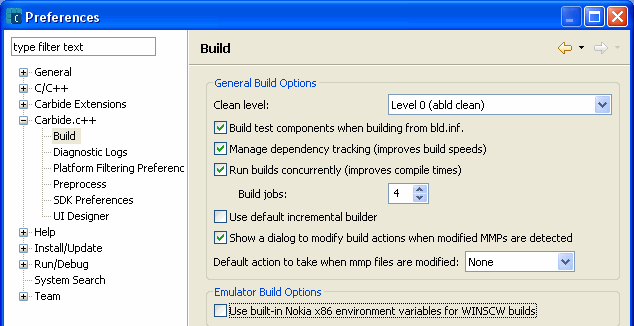 Preferences
type filter text
General
C/C++
Carbide Extensions
Carbide.c++
Build
Diagnostic Logs
Platform Filtering Preferenc
Preprocess
SDK Preferences
UI Designer
Help
Install/Update
Run/Debug
System Search
Team
Build
General Build Options
Clean level: Level 0 (abld clean)
Build test components when building from bld.inf.
Manage dependency tracking (improves build speeds)
Run builds concurrently (improves compile times)
Build jobs: 4
Use default incremental builder
Show a dialog to modify build actions when modified MMPs are detected
Default action to take when mmp files are modified: None
Emulator Build Options
Use built-in Nokia x86 environment variables for WINSCW builds